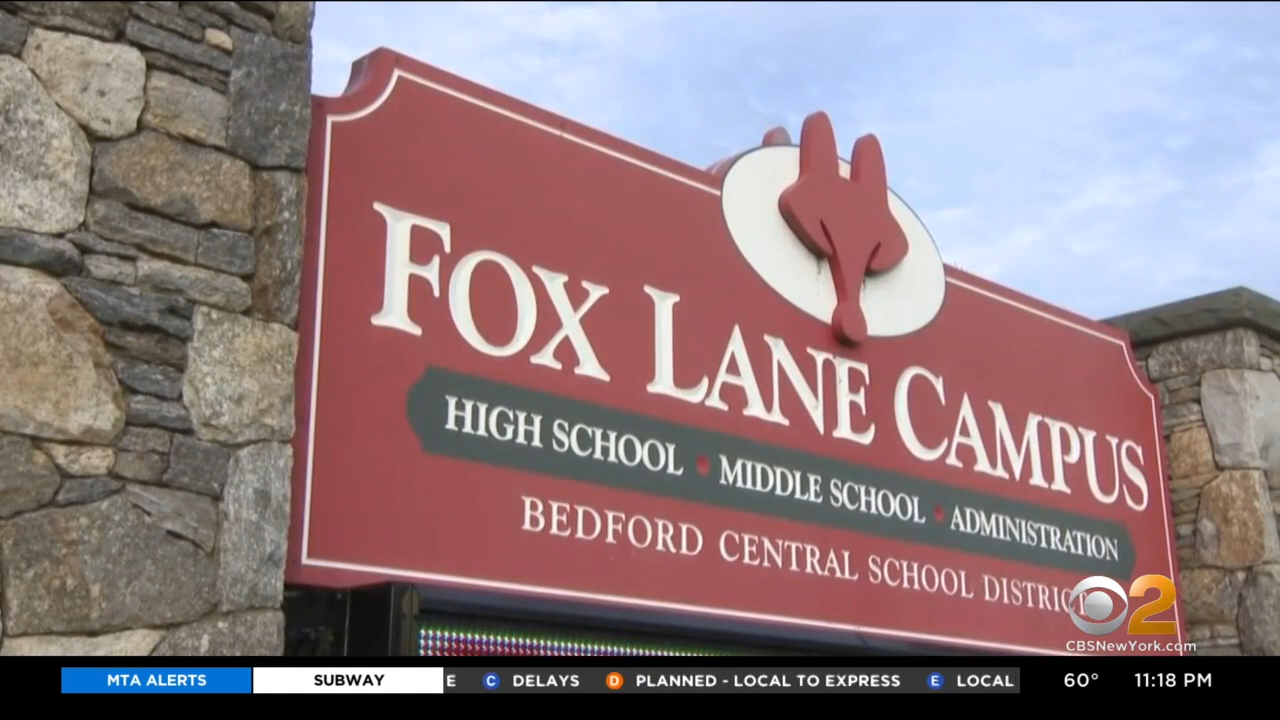 FOX LANE CAMPUS
HIGH SCHOOL • MIDDLE SCHOOL • ADMINISTRATION
BEDFORD CENTRAL SCHOOL DISTRICT
2
CBSNewYork.com
MTA ALERTS SUBWAY E C DELAYS D PLANNED - LOCAL TO EXPRESS E LOCAL 60° 11:18 PM